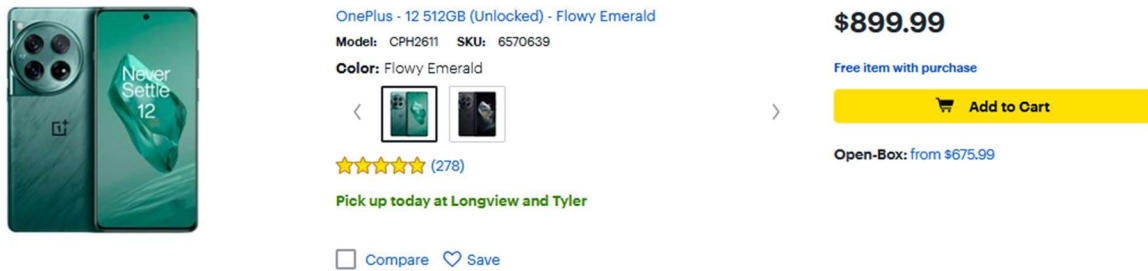 OnePlus - 12 512GB (Unlocked) - Flowy Emerald
Model: CPH2611 SKU: 6570639
Color: Flowy Emerald
Never
Settle
12
(278)
Pick up today at Longview and Tyler
Compare Save
$899.99
Free item with purchase
Add to Cart
Open-Box: from $675.99